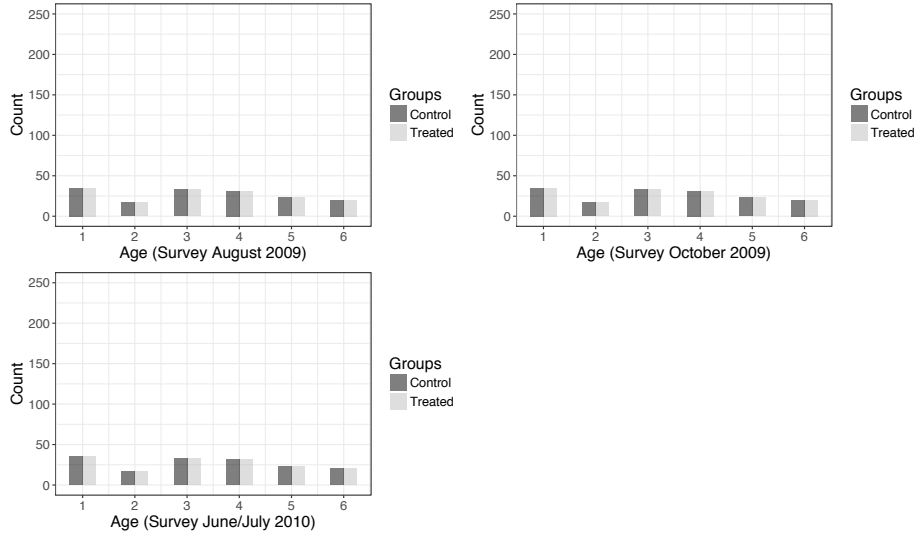 250
200
150
100
50
0
Count
1 2 3 4 5 6
Age (Survey August 2009)
Groups
Control
Treated
250
200
150
100
50
0
Count
1 2 3 4 5 6
Age (Survey October 2009)
Groups
Control
Treated
250
200
150
100
50
0
Count
1 2 3 4 5 6
Age (Survey June/July 2010)
Groups
Control
Treated